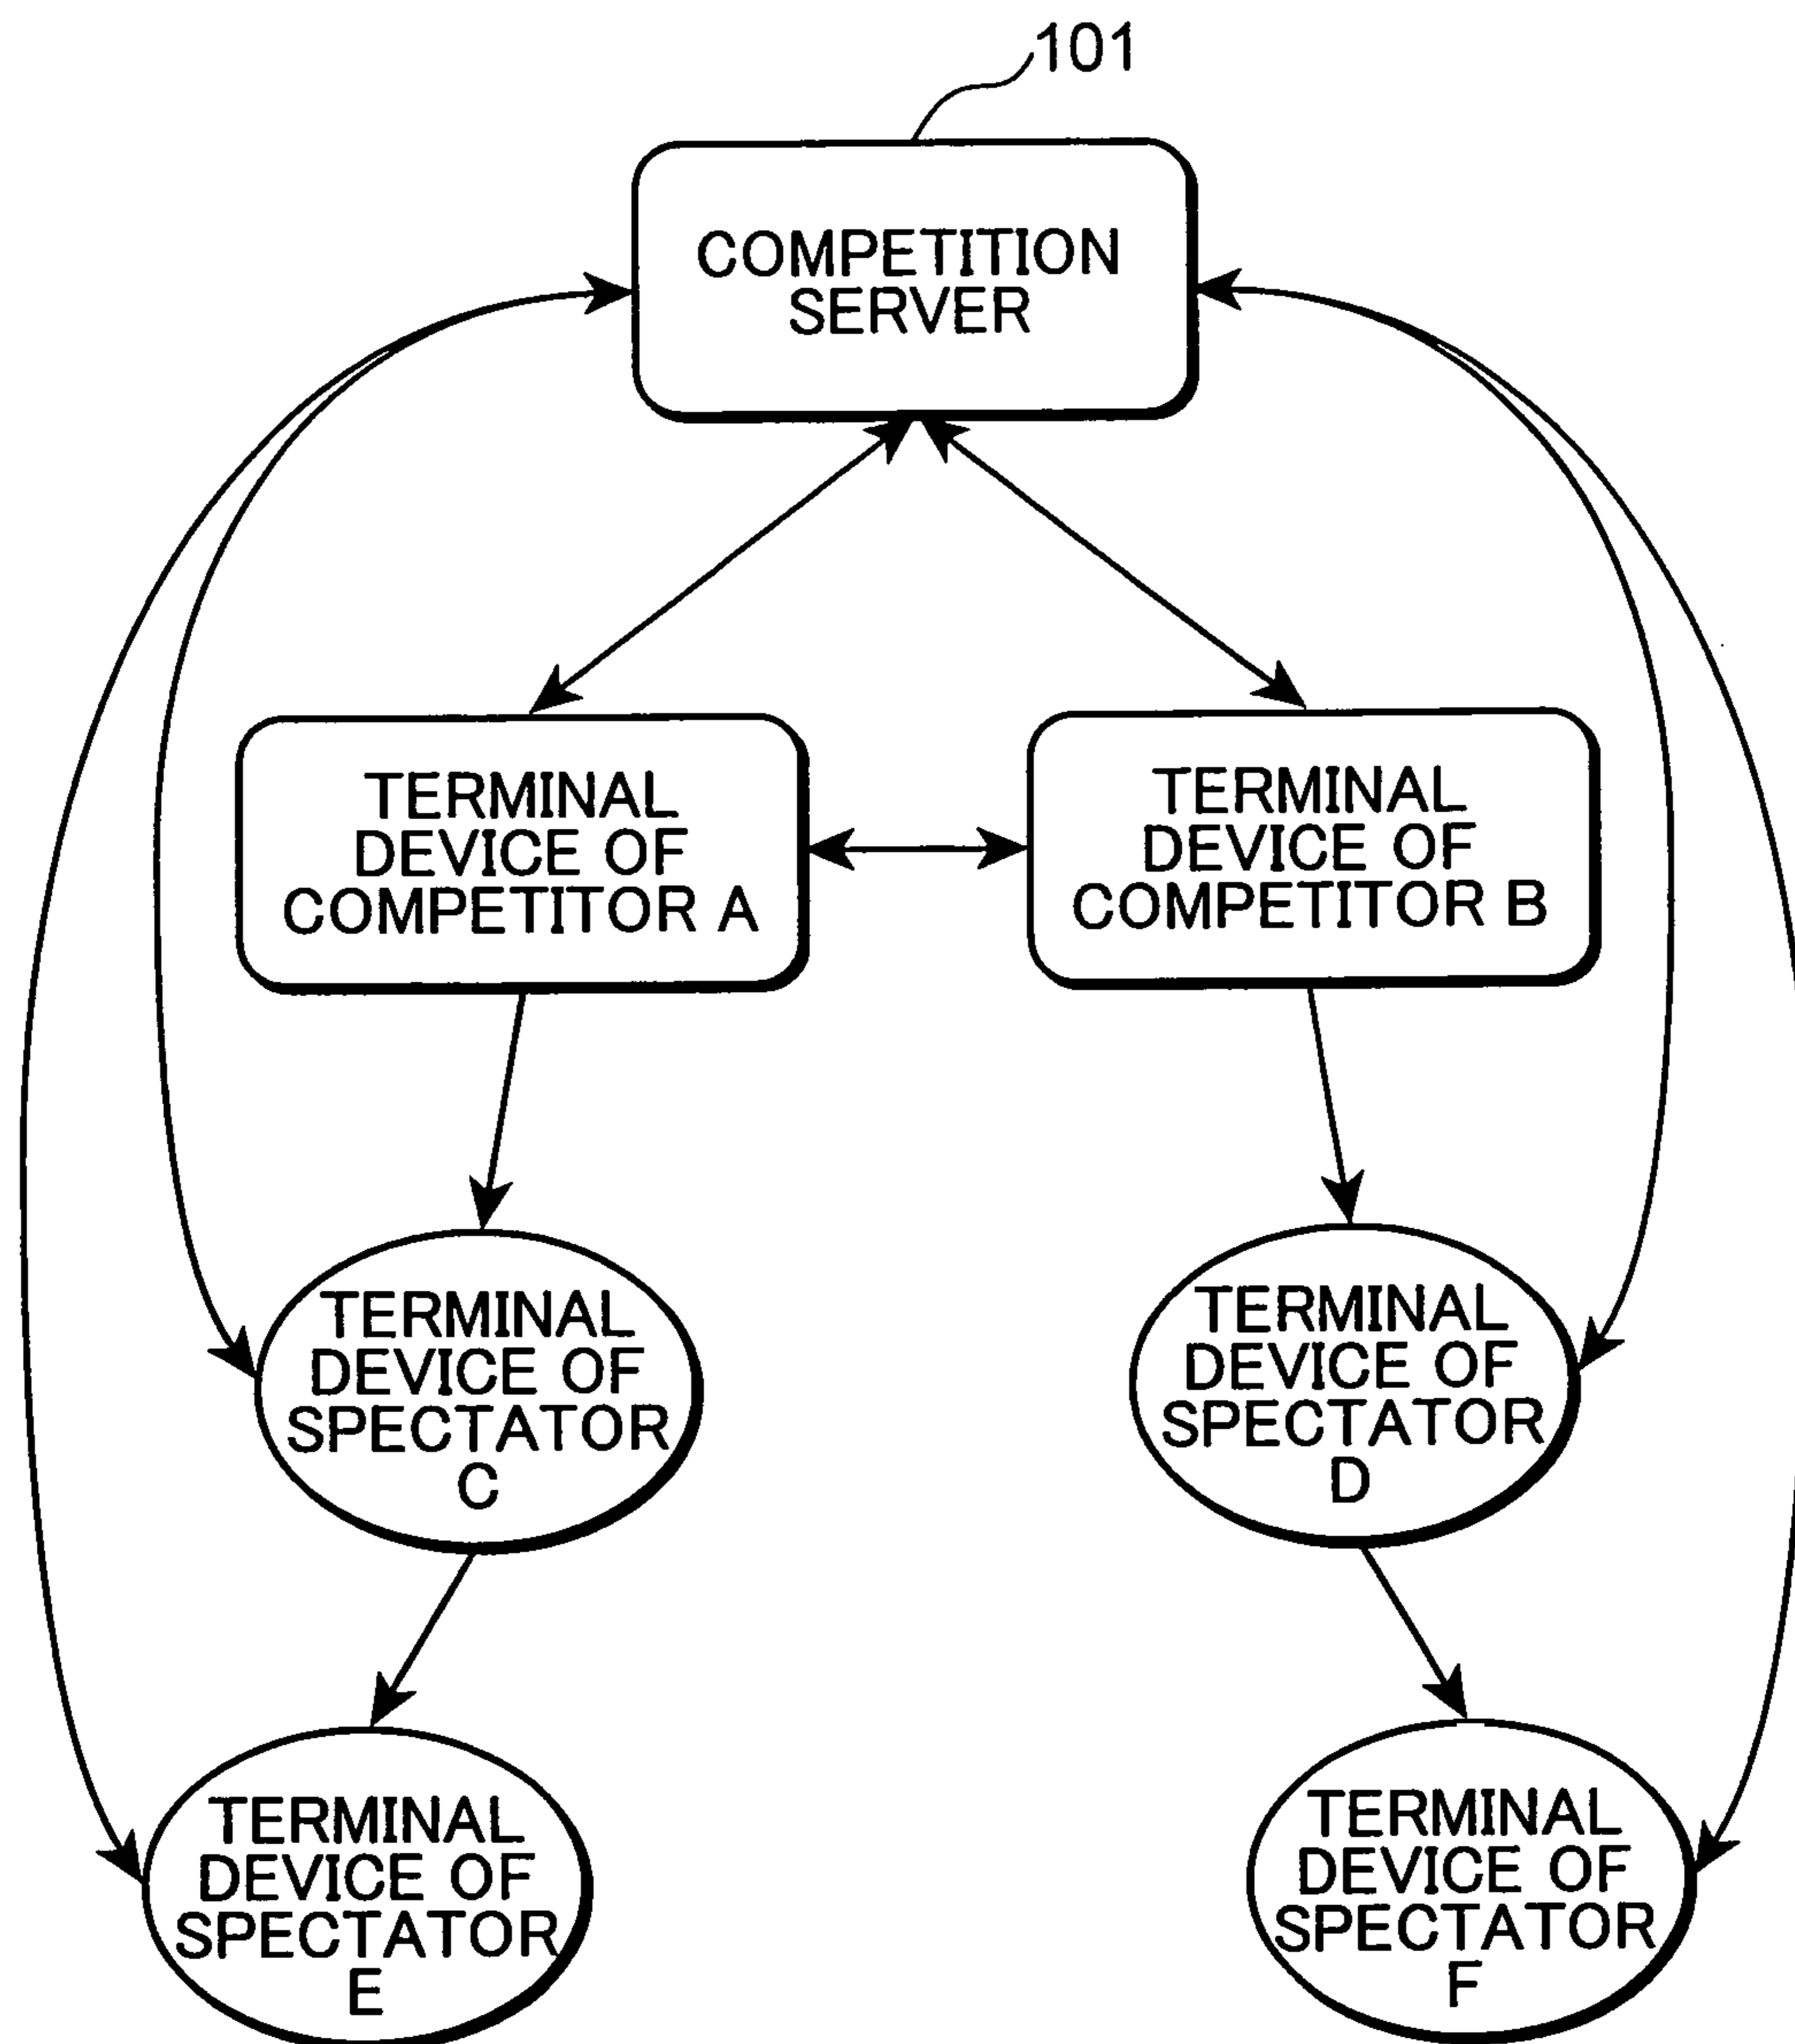 101
COMPETITION
SERVER
TERMINAL
DEVICE OF
COMPETITOR A
TERMINAL
DEVICE OF
COMPETITOR B
TERMINAL
DEVICE OF
SPECTATOR
C
TERMINAL
DEVICE OF
SPECTATOR
D
TERMINAL
DEVICE OF
SPECTATOR
E
TERMINAL
DEVICE OF
SPECTATOR
F